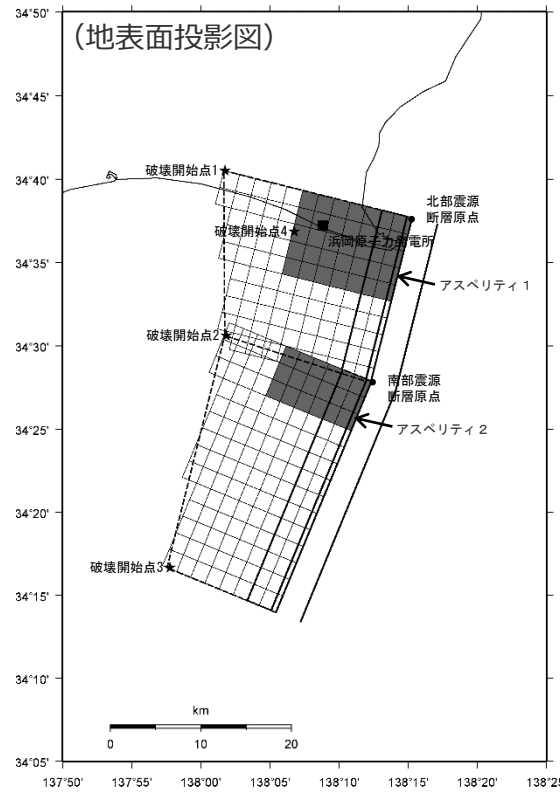 （地表面投影図）
34°50'
34°45'
34°40'
34°35'
34°30'
34°25'
34°20'
34°15'
34°10'
34°05'
破壊開始点1
北部震源
断層原点
破壊開始点4
浜岡原子力発電所
アスペリティ１
破壊開始点2
南部震源
断層原点
アスペリティ２
破壊開始点3
km
0 10 20
137°50' 137°55' 138°00' 138°05' 138°10' 138°15' 138°20' 138°25'